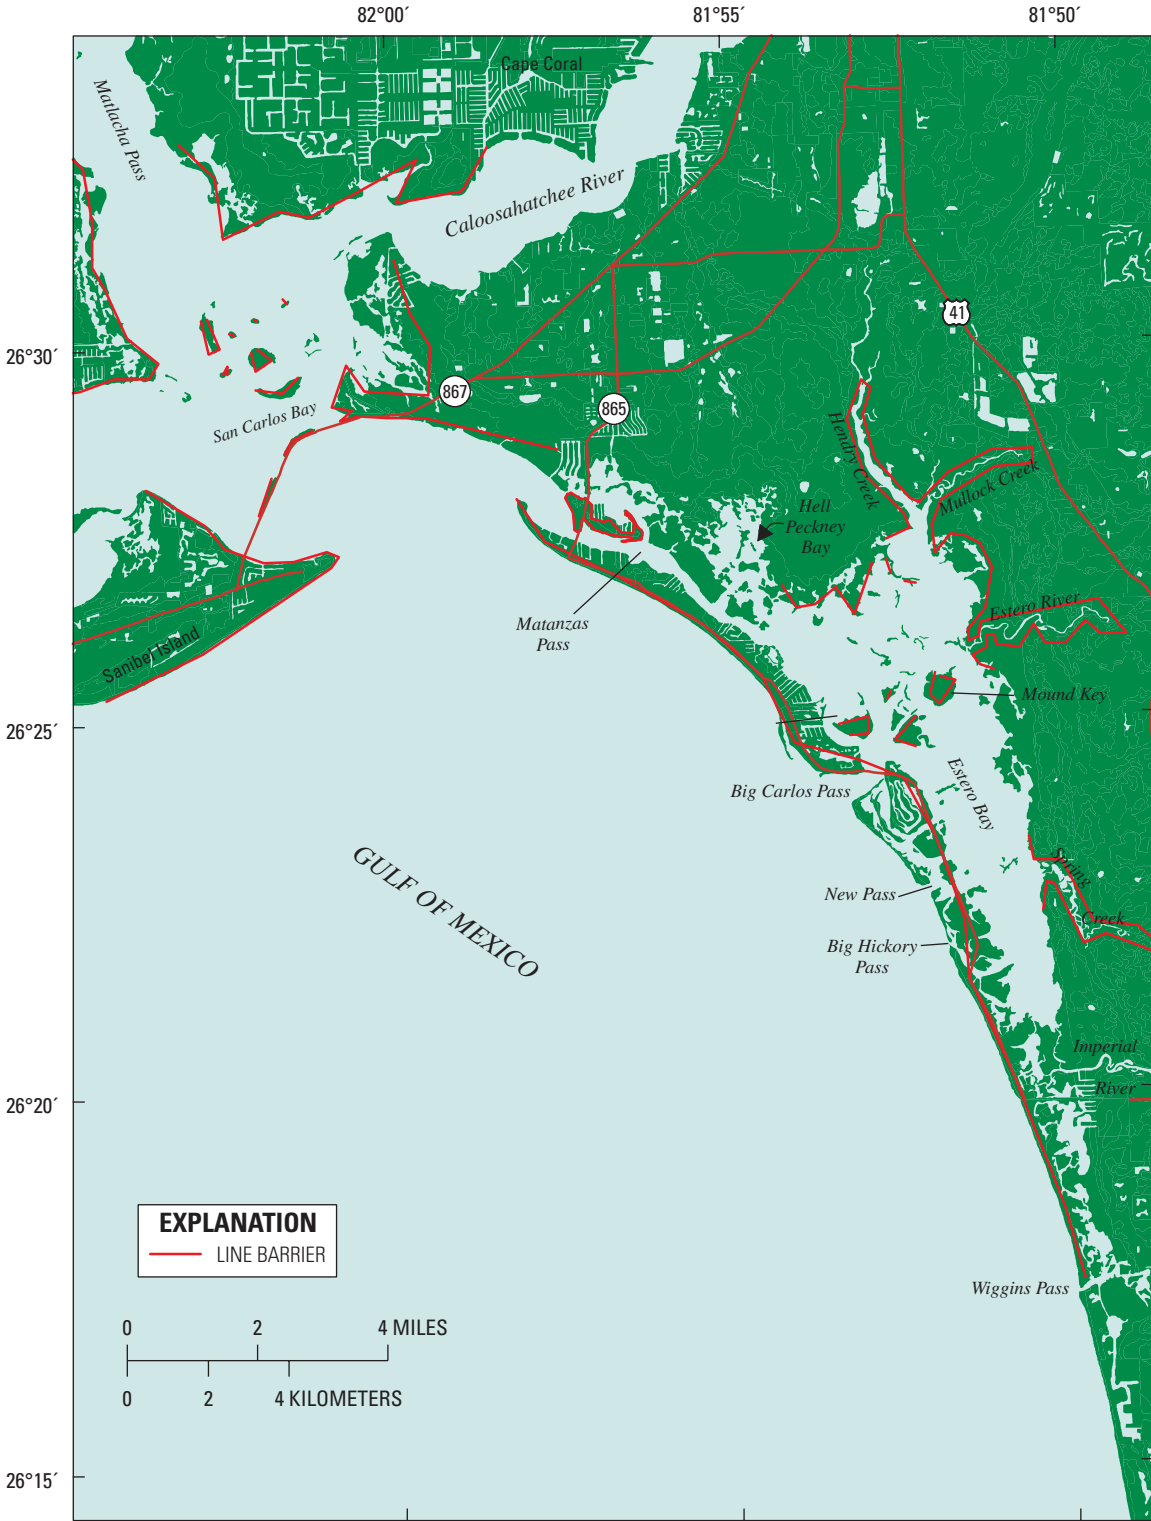 82°00´
81°55´
81°50´
Cape Coral
Matlacha Pass
Caloosahatchee River
41
26°30´
867
865
San Carlos Bay
Hendry Creek
Mullock Creek
Hell
Peckney
Bay
Estero River
Matanzas
Pass
Sanibel Island
Mound Key
26°25´
Big Carlos Pass
Estero Bay
GULF OF MEXICO
Spring
Creek
New Pass
Big Hickory
Pass
Imperial
River
26°20´
EXPLANATION
LINE BARRIER
Wiggins Pass
0 2 4 MILES
0 2 4 KILOMETERS
26°15´